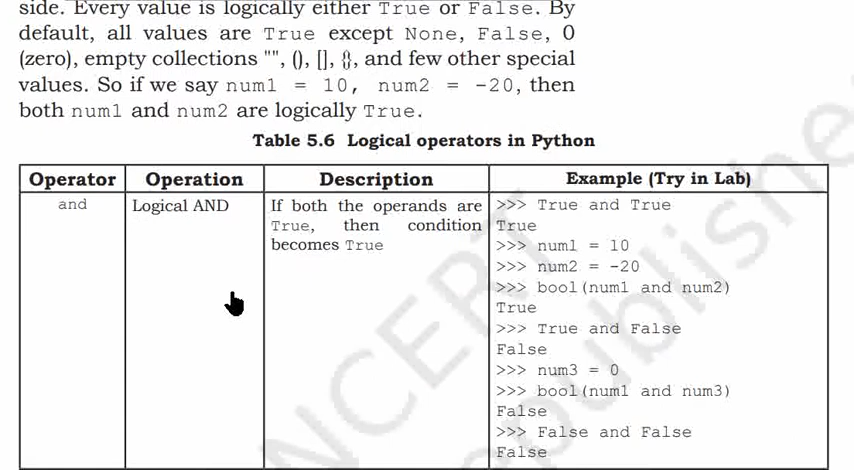 side. Every value is logically either True or False. By
default, all values are True except None, False, 0
(zero), empty collections "", (), [], {}, and few other special
values. So if we say num1 = 10, num2 = -20, then
both num1 and num2 are logically True.
Table 5.6 Logical operators in Python
Operator Operation Description Example (Try in Lab)
and Logical AND If both the operands are
True, then condition
becomes True
>>> True and True
True
>>> num1 = 10
>>> num2 = -20
>>> bool(num1 and num2)
True
>>> True and False
False
>>> num3 = 0
>>> bool(num1 and num3)
False
>>> False and False
False
NCERT
republishe